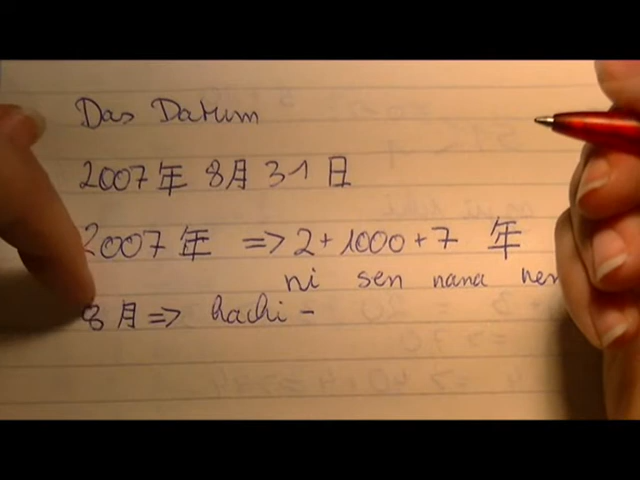 Das Datum
2007年 8月 31日
2007年 => 2+1000+7 年
ni sen nana nen
8月 => hachi -